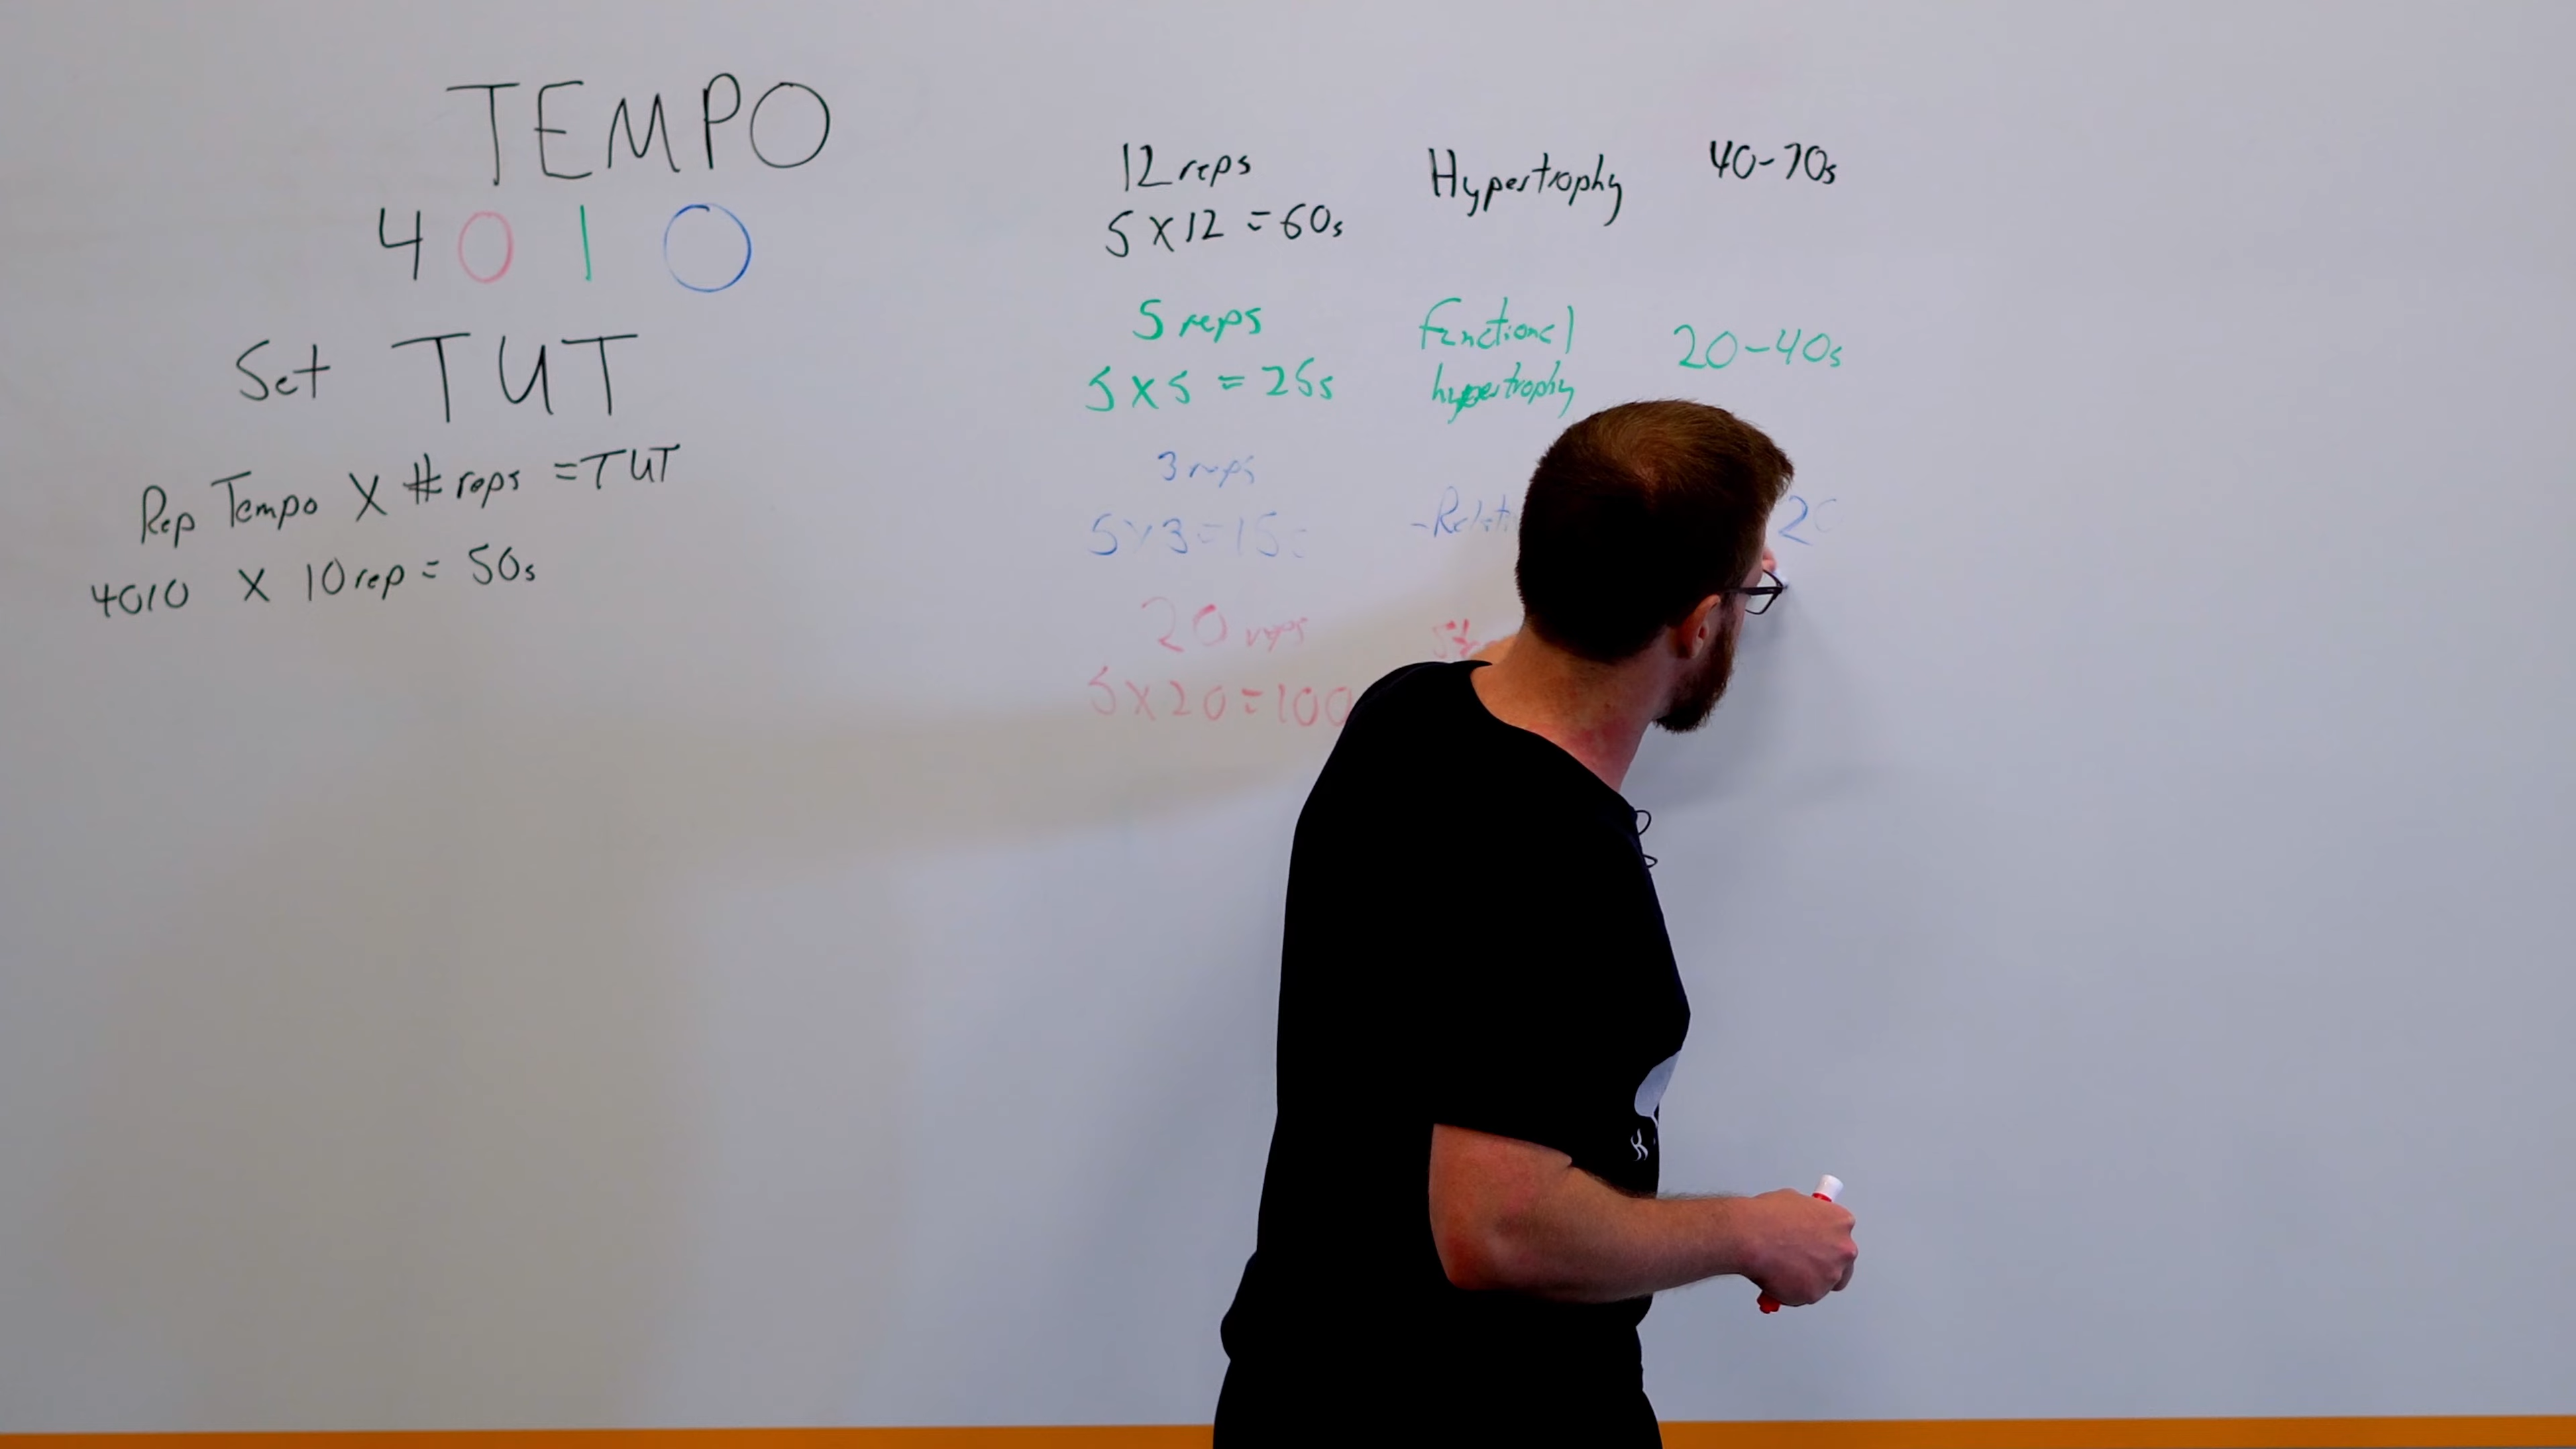 TEMPO
4 0 1 0
Set TUT
Rep Tempo X # reps = TUT
4010 X 10 rep = 50s
12 reps
5 X 12 = 60s
Hypertrophy
40-70s
5 reps
5 X 5 = 25s
Functional
hypertrophy
20-40s
3 reps
5 X 3 = 15s
20
20 reps
5 X 20 = 100